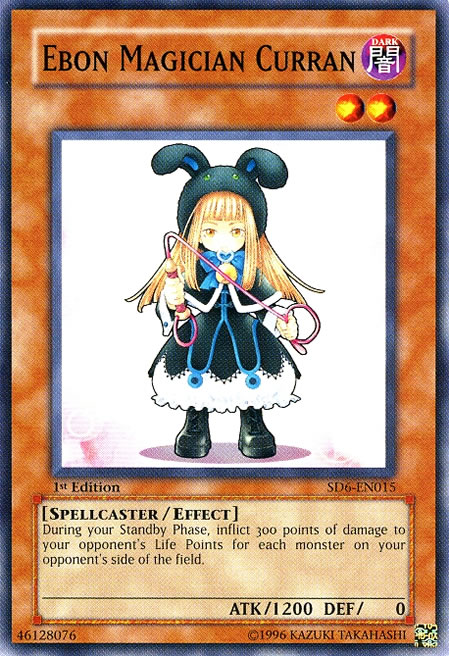 EBON MAGICIAN CURRAN
DARK
闇
1st Edition
SD6-EN015
[SPELLCASTER / EFFECT]
During your Standby Phase, inflict 300 points of damage to
your opponent's Life Points for each monster on your
opponent's side of the field.
ATK/1200 DEF/ 0
46128076
©1996 KAZUKI TAKAHASHI